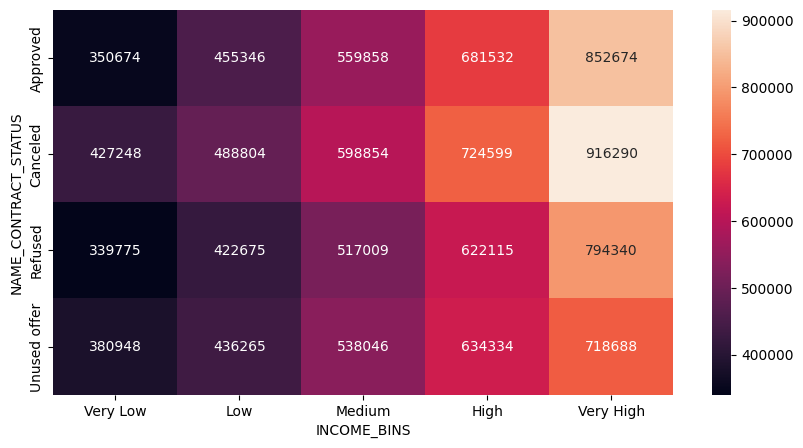 NAME_CONTRACT_STATUS
Approved 350674 455346 559858 681532 852674
Canceled 427248 488804 598854 724599 916290
Refused 339775 422675 517009 622115 794340
Unused offer 380948 436265 538046 634334 718688
Very Low Low Medium High Very High
INCOME_BINS
900000
800000
700000
600000
500000
400000